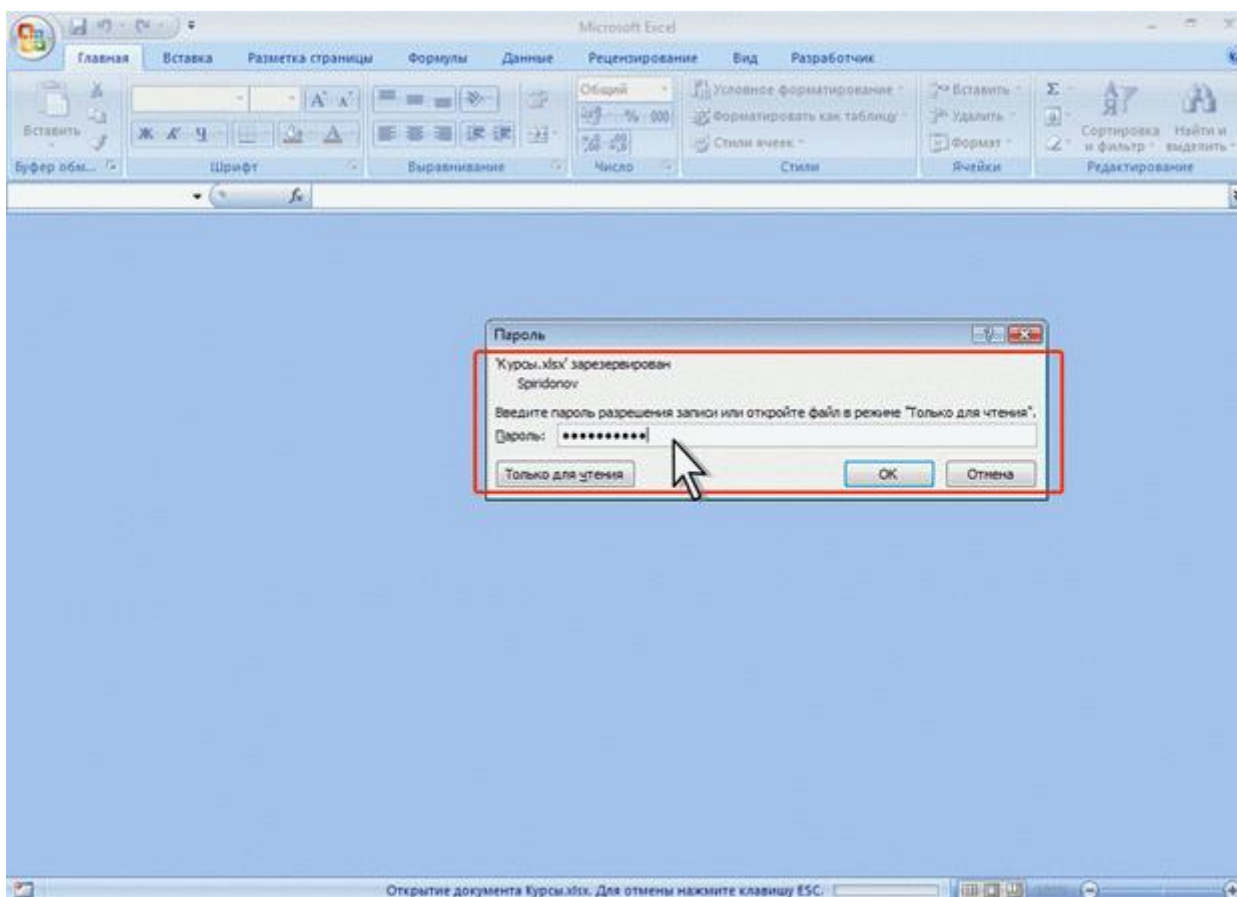 Microsoft Excel
Главная Вставка Разметка страницы Формулы Данные Рецензирование Вид Разработчик
Вставить
Ж К Ч
Общий
% 000
Условное форматирование
Форматировать как таблицу
Стили ячеек
Вставить
Удалить
Формат
Σ
Сортировка и фильтр
Найти и выделить
Буфер обм... Шрифт Выравнивание Число Стили Ячейки Редактирование
fx
Пароль
'Курсы.xlsx' зарезервирован
Spiridonov
Введите пароль разрешения записи или откройте файл в режиме "Только для чтения".
Пароль: ••••••••••
Только для чтения OK Отмена
Открытие документа Курсы.xlsx. Для отмены нажмите клавишу ESC.